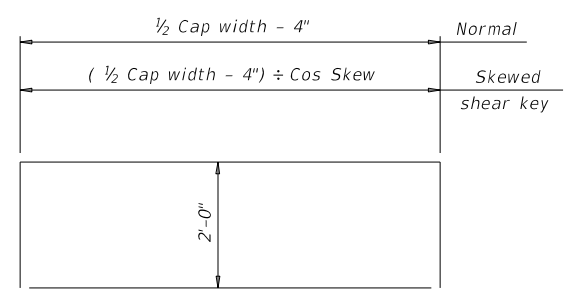 ½ Cap width - 4" Normal
( ½ Cap width - 4") ÷ Cos Skew Skewed
shear key
2'-0"